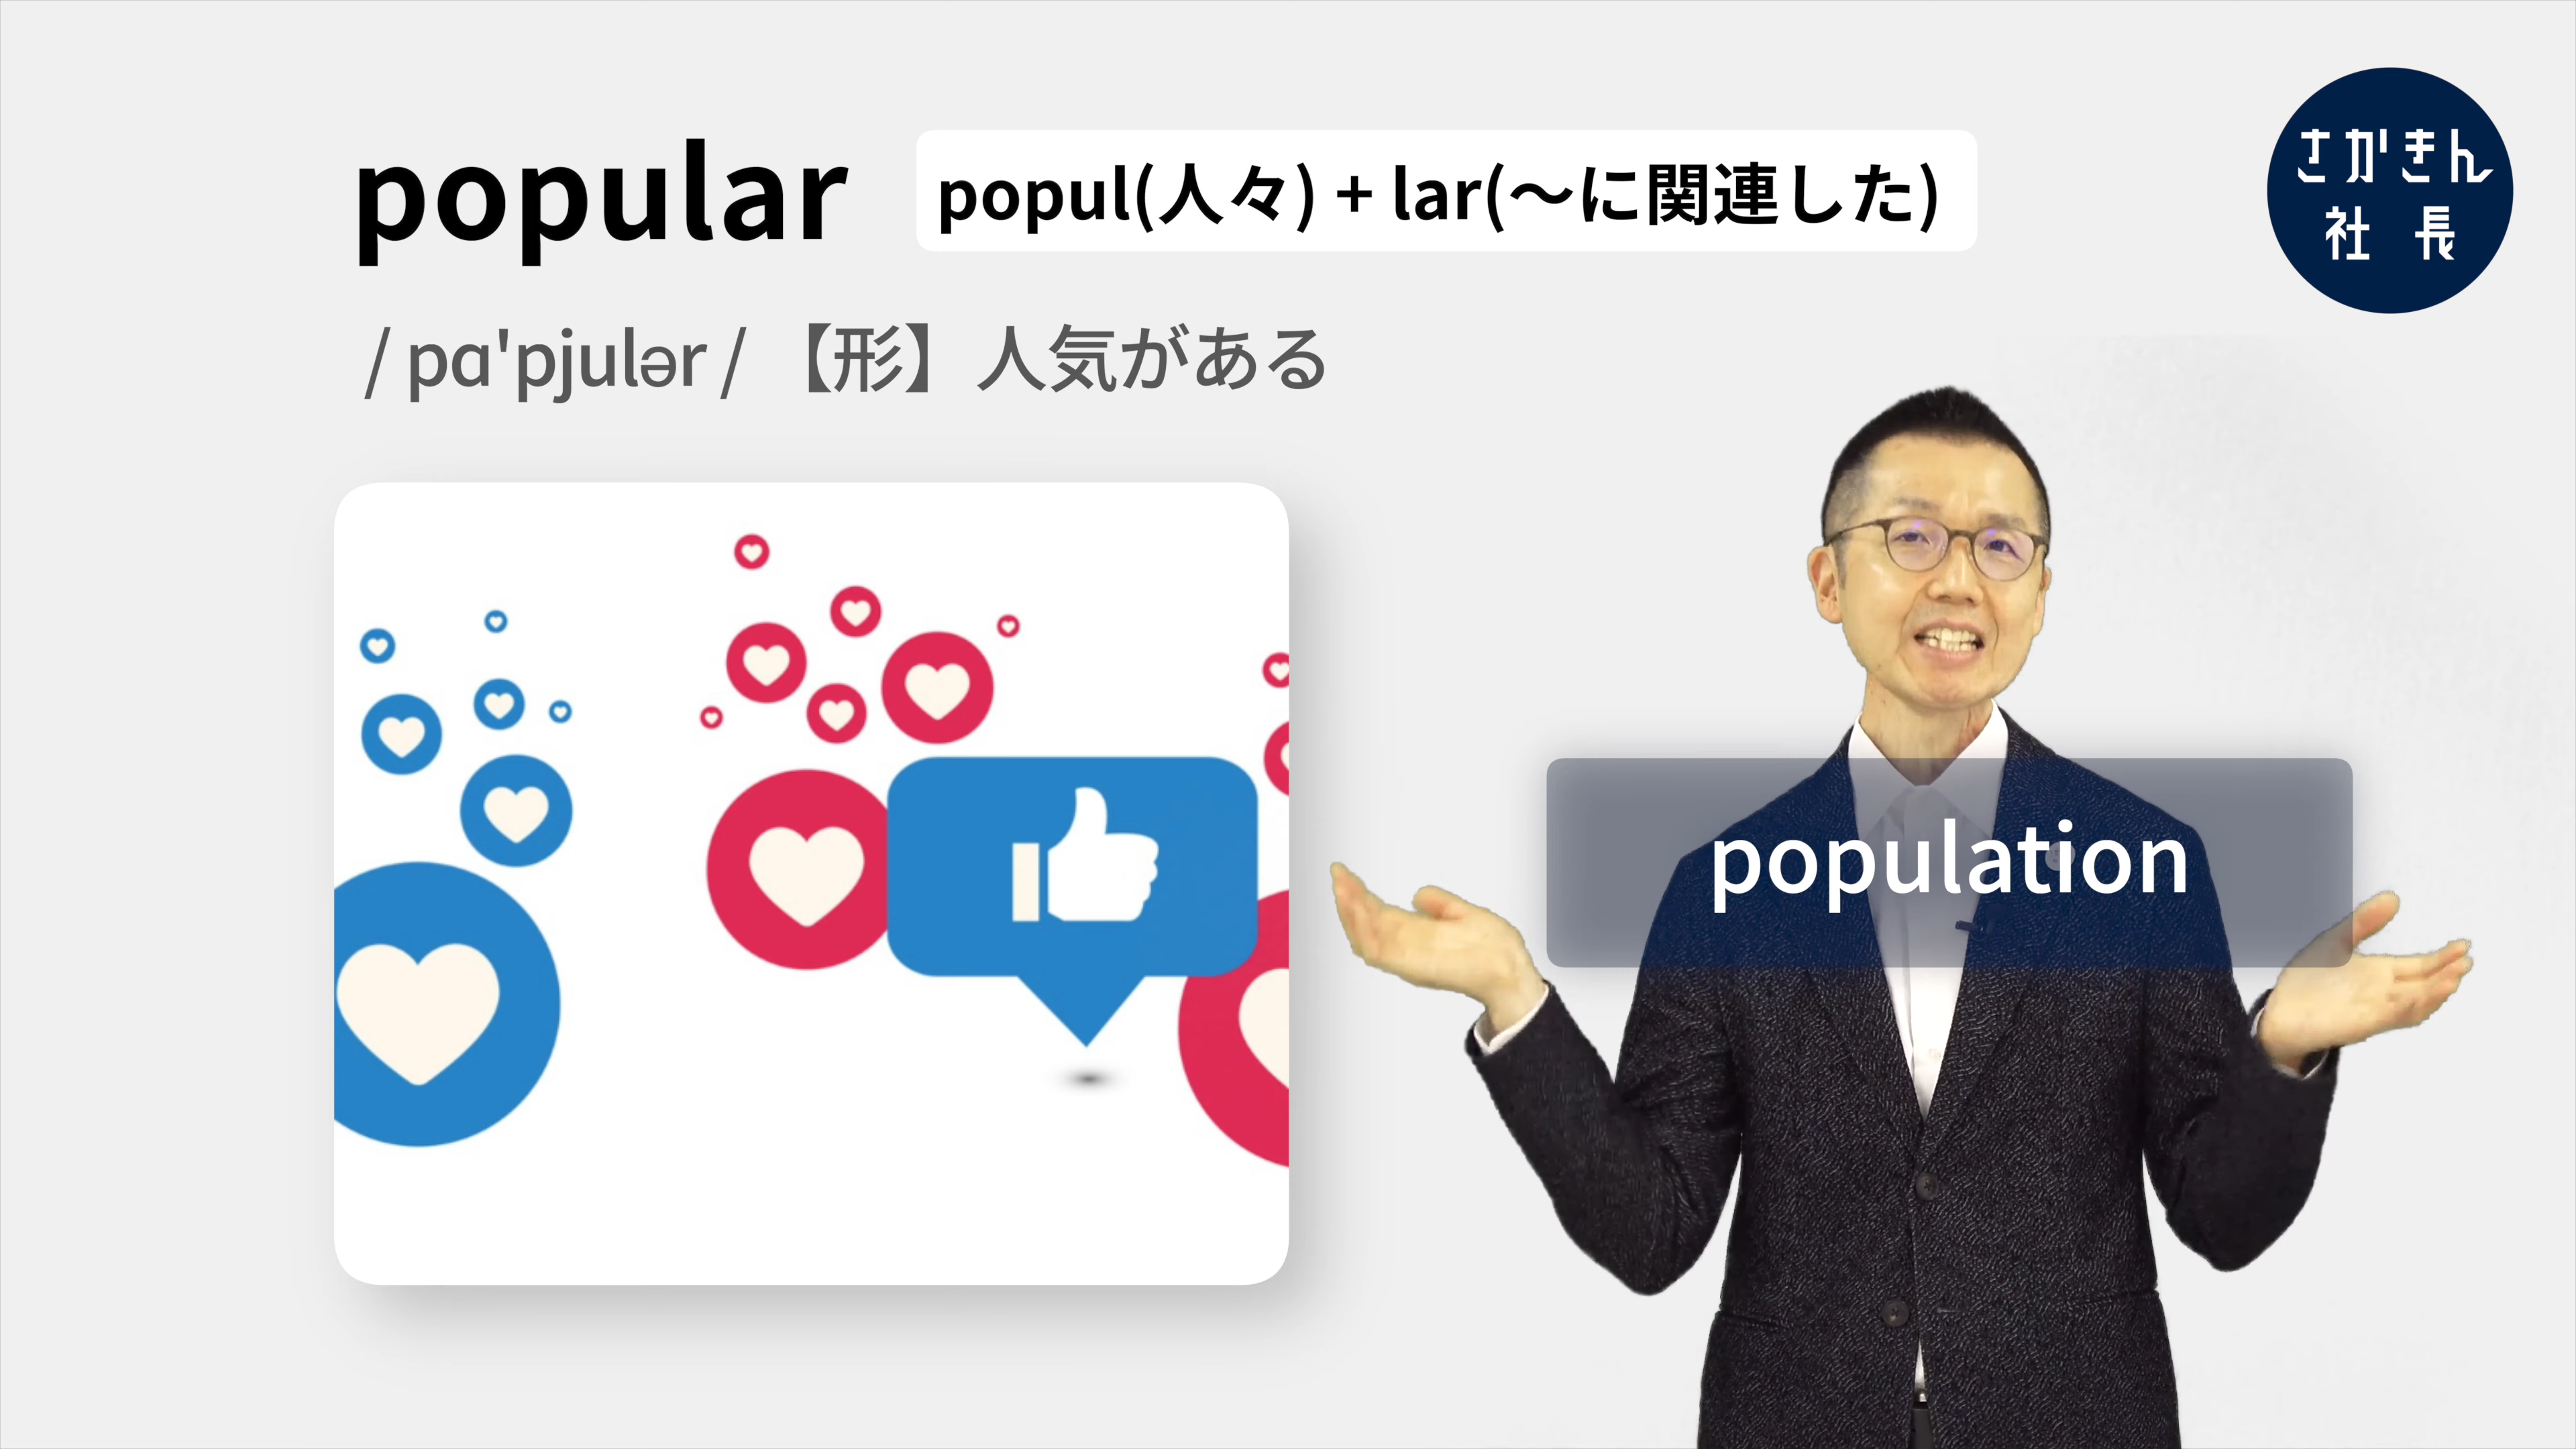 popular
popul(人々) + lar(～に関連した)
/ pɑ'pjulər / 【形】人気がある
さかきん
社長
population